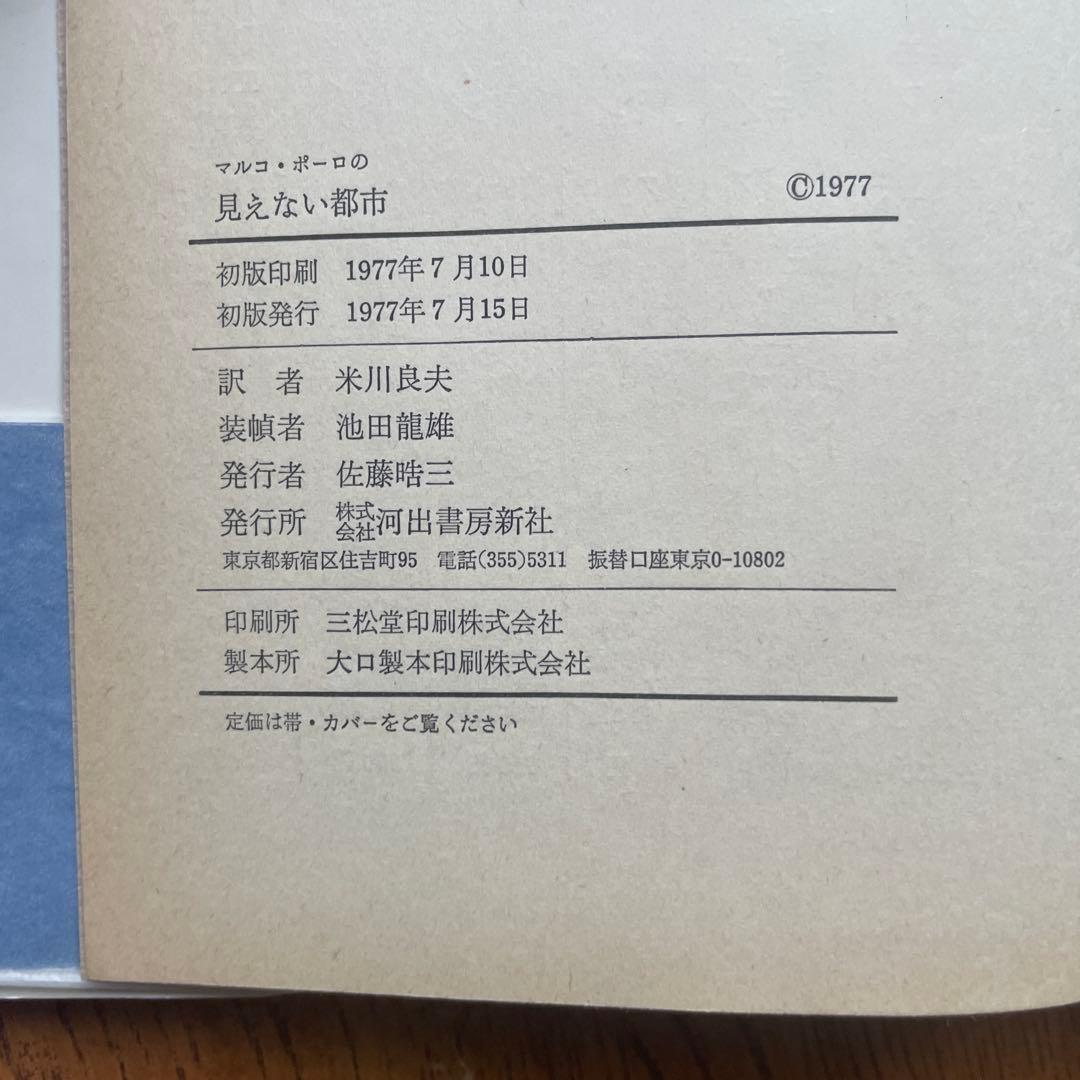 マルコ・ポーロの
見えない都市 ©1977
初版印刷 1977年7月10日
初版発行 1977年7月15日
訳者 米川良夫
装幀者 池田龍雄
発行者 佐藤晧三
発行所 株式会社河出書房新社
東京都新宿区住吉町95 電話(355)5311 振替口座東京0-10802
印刷所 三松堂印刷株式会社
製本所 大口製本印刷株式会社
定価は帯・カバーをご覧ください